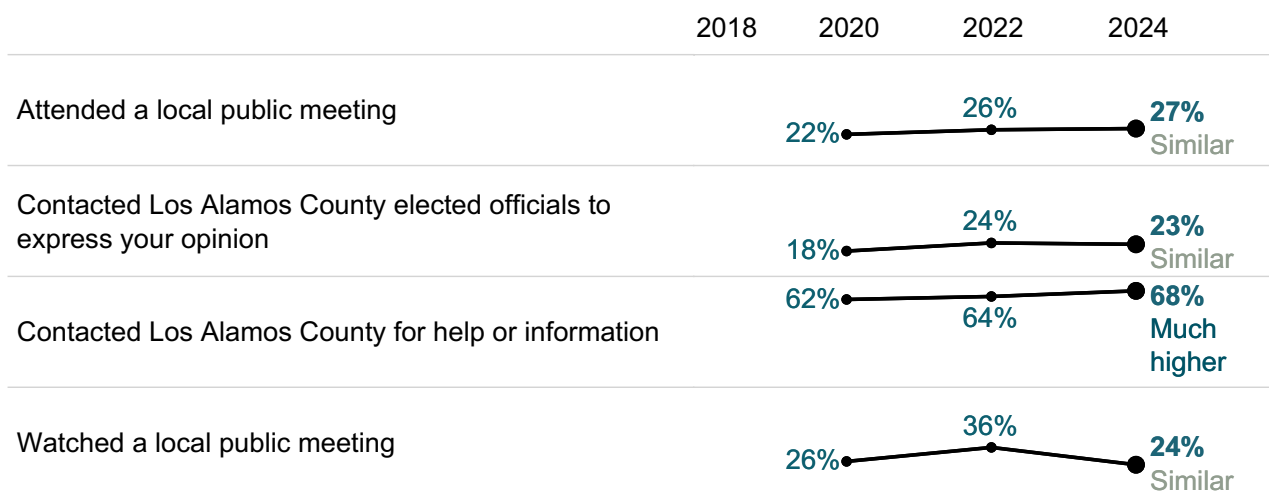 2018 2020 2022 2024
Attended a local public meeting
22%
26%
27%
Similar
Contacted Los Alamos County elected officials to
express your opinion
18%
24%
23%
Similar
Contacted Los Alamos County for help or information
62%
64%
68%
Much
higher
Watched a local public meeting
26%
36%
24%
Similar